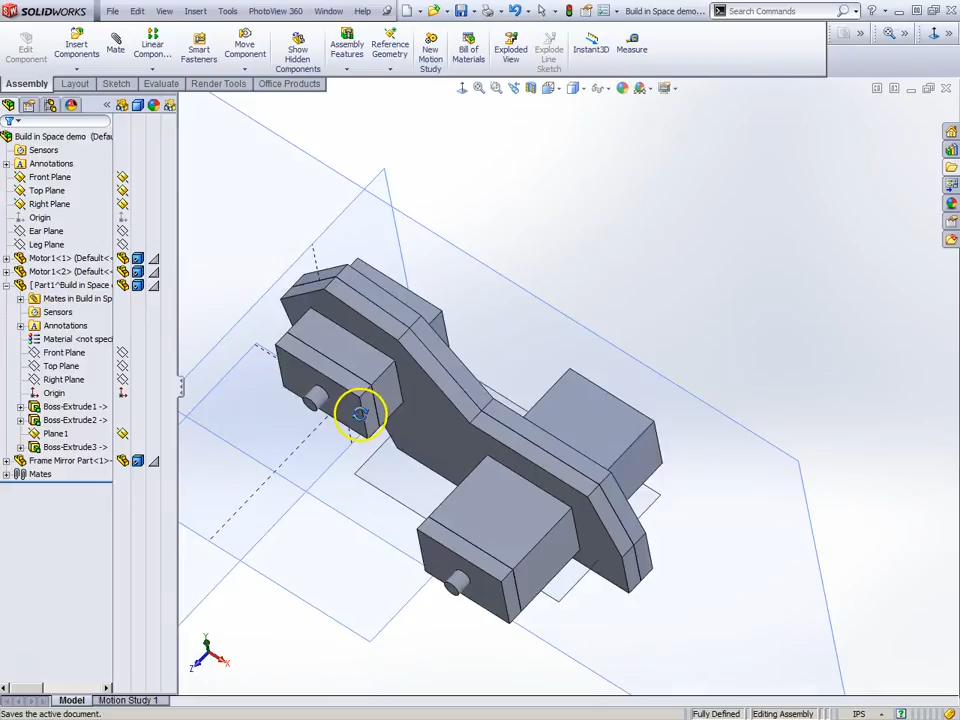 SOLIDWORKS File Edit View Insert Tools PhotoView 360 Window Help Build in Space demo... Search Commands
Edit Component
Insert Components
Mate
Linear Compon...
Smart Fasteners
Move Component
Show Hidden Components
Assembly Features
Reference Geometry
New Motion Study
Bill of Materials
Exploded View
Explode Line Sketch
Instant3D
Measure
Assembly Layout Sketch Evaluate Render Tools Office Products
Build in Space demo (Defau
Sensors
Annotations
Front Plane
Top Plane
Right Plane
Origin
Ear Plane
Leg Plane
Motor1<1> (Default<<
Motor1<2> (Default<<
[ Part1^Build in Space
Mates in Build in Sp
Sensors
Annotations
Material <not speci
Front Plane
Top Plane
Right Plane
Origin
Boss-Extrude1 ->
Boss-Extrude2 ->
Plane1
Boss-Extrude3 ->
Frame Mirror Part<1>
Mates
Y
Z X
Model Motion Study 1
Saves the active document. Fully Defined Editing Assembly IPS